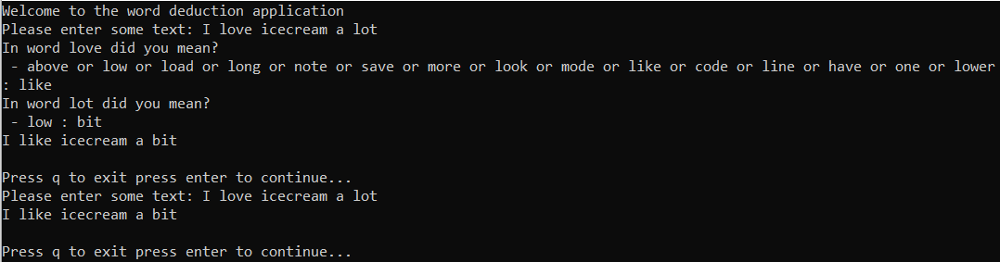 Welcome to the word deduction application
Please enter some text: I love icecream a lot
In word love did you mean?
 - above or low or load or long or note or save or more or look or mode or like or code or line or have or one or lower
: like
In word lot did you mean?
 - low : bit
I like icecream a bit

Press q to exit press enter to continue...
Please enter some text: I love icecream a lot
I like icecream a bit

Press q to exit press enter to continue...